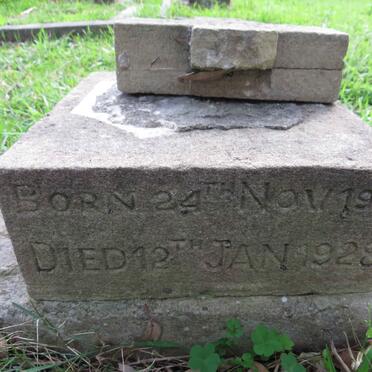 BORN 24TH NOV 19
DIED 12TH JAN 192